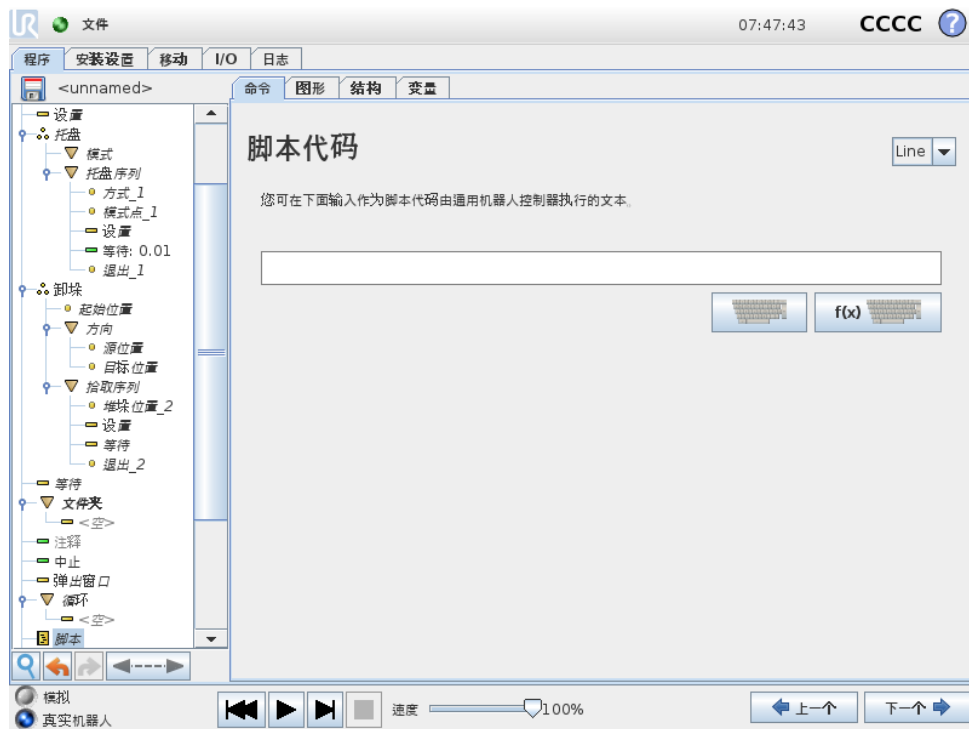 UR 文件 07:47:43 CCCC ?
程序 安装设置 移动 I/O 日志
<unnamed> 命令 图形 结构 变量
设置
托盘
模式
托盘序列
方式_1
模式点_1
设置
等待: 0.01
退出_1
卸垛
起始位置
方向
源位置
目标位置
拾取序列
堆垛位置_2
设置
等待
退出_2
等待
文件夹
<空>
注释
中止
弹出窗口
循环
<空>
脚本
脚本代码
Line
您可在下面输入作为脚本代码由通用机器人控制器执行的文本。
f(x)
模拟
真实机器人
速度 100%
上一个 下一个